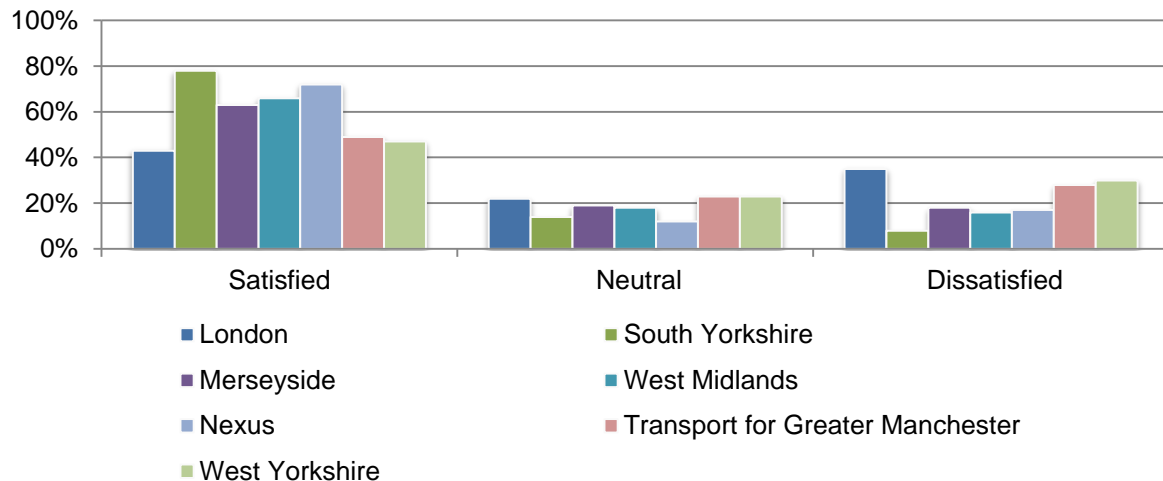 100%
80%
60%
40%
20%
0%
Satisfied Neutral Dissatisfied
London South Yorkshire
Merseyside West Midlands
Nexus Transport for Greater Manchester
West Yorkshire